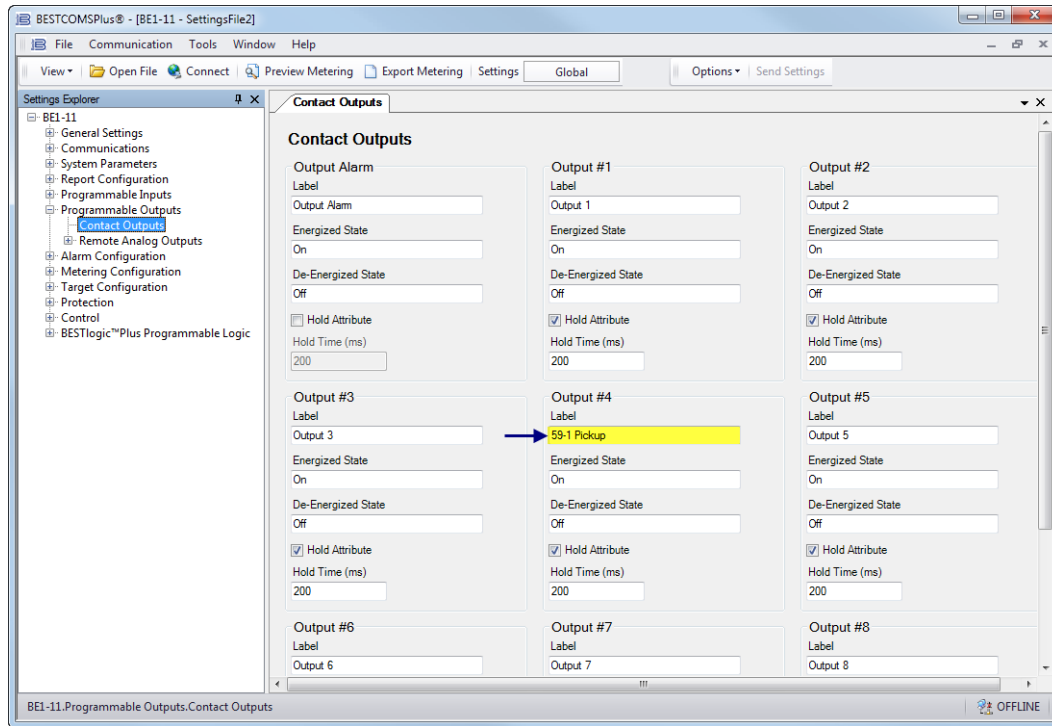 BESTCOMSPlus® - [BE1-11 - SettingsFile2]
File Communication Tools Window Help
View Open File Connect Preview Metering Export Metering Settings Global Options Send Settings
Settings Explorer
BE1-11
General Settings
Communications
System Parameters
Report Configuration
Programmable Inputs
Programmable Outputs
Contact Outputs
Remote Analog Outputs
Alarm Configuration
Metering Configuration
Target Configuration
Protection
Control
BESTlogic™Plus Programmable Logic
Contact Outputs
Contact Outputs
Output Alarm
Label
Output Alarm
Energized State
On
De-Energized State
Off
Hold Attribute
Hold Time (ms)
200
Output #1
Label
Output 1
Energized State
On
De-Energized State
Off
Hold Attribute
Hold Time (ms)
200
Output #2
Label
Output 2
Energized State
On
De-Energized State
Off
Hold Attribute
Hold Time (ms)
200
Output #3
Label
Output 3
Energized State
On
De-Energized State
Off
Hold Attribute
Hold Time (ms)
200
Output #4
Label
59-1 Pickup
Energized State
On
De-Energized State
Off
Hold Attribute
Hold Time (ms)
200
Output #5
Label
Output 5
Energized State
On
De-Energized State
Off
Hold Attribute
Hold Time (ms)
200
Output #6
Label
Output 6
Output #7
Label
Output 7
Output #8
Label
Output 8
BE1-11.Programmable Outputs.Contact Outputs
OFFLINE